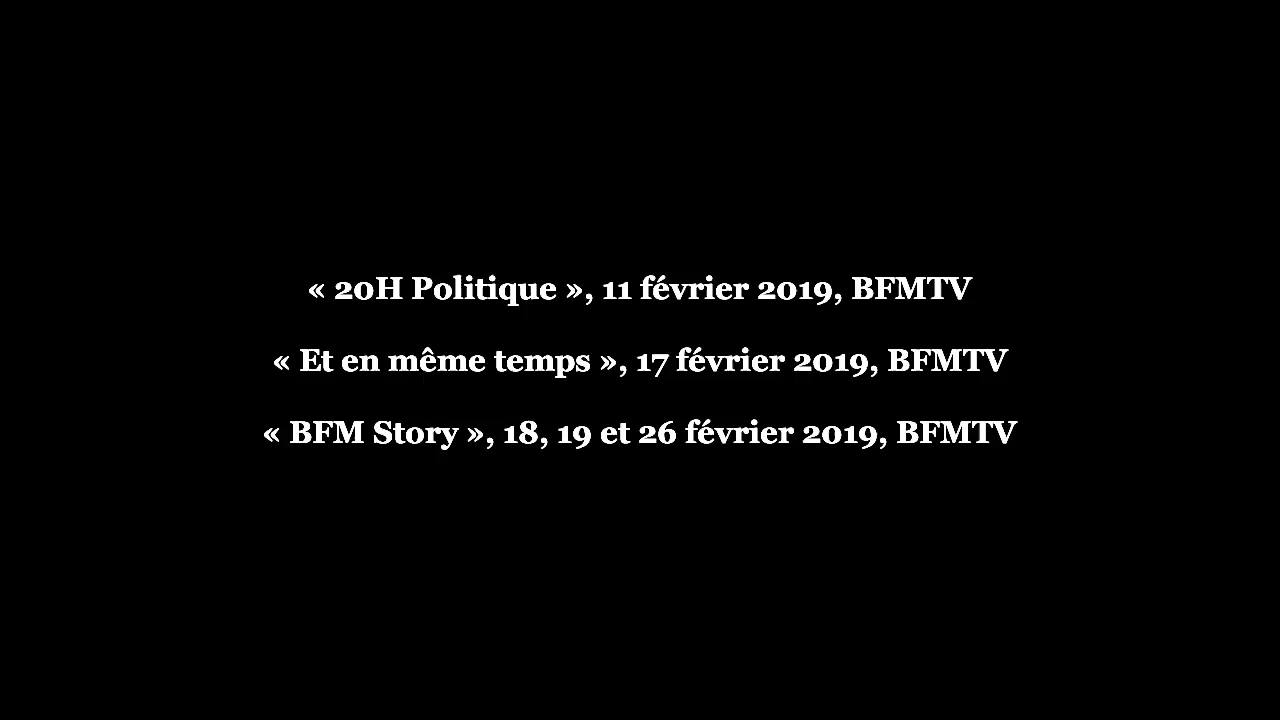 « 20H Politique », 11 février 2019, BFMTV
« Et en même temps », 17 février 2019, BFMTV
« BFM Story », 18, 19 et 26 février 2019, BFMTV